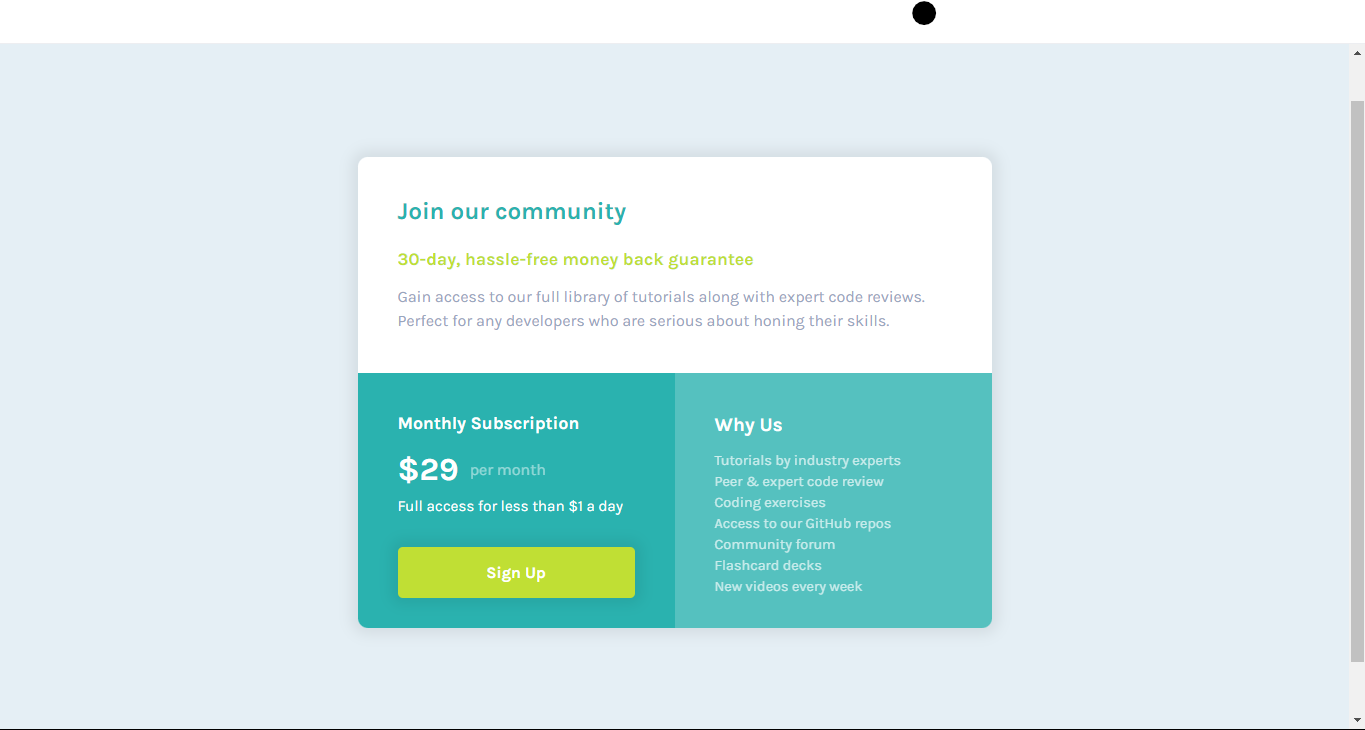 Join our community
30-day, hassle-free money back guarantee
Gain access to our full library of tutorials along with expert code reviews.
Perfect for any developers who are serious about honing their skills.
Monthly Subscription
$29 per month
Full access for less than $1 a day
Sign Up
Why Us
Tutorials by industry experts
Peer & expert code review
Coding exercises
Access to our GitHub repos
Community forum
Flashcard decks
New videos every week